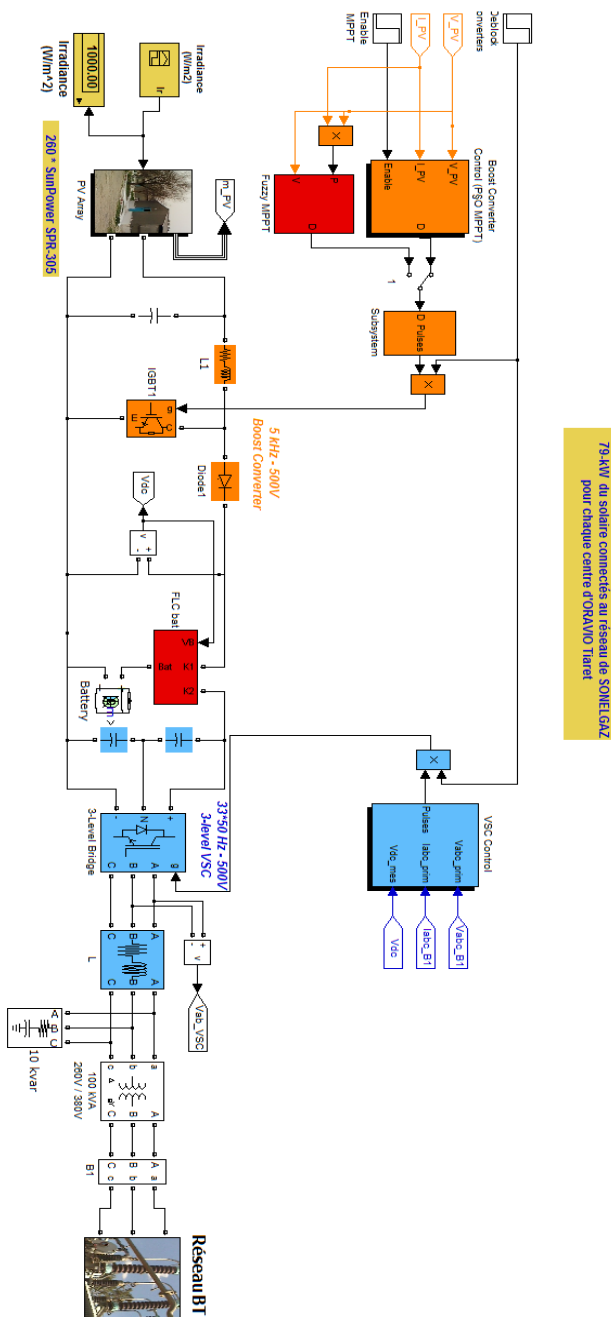 79-kW du solaire connectés au réseau de SONELGAZ
pour chaque centre d'ORAVIO Tiaret
Deblock
converters
V_PV
I_PV
Enable
MPPT
Boost Converter
Control (P$O MPPT)
V_PV
I_PV
Enable
D
X
Fuzzy MPPT
P
V
D
1
D
Pulses
Subsystem
X
Irradiance
(W/m2)
Ir
1000.00
Irradiance
(W/m^2)
PV Array
m_PV
260 * SunPower SPR-305
L1
IGBT1
g
C
E
5 kHz - 500V
Boost Converter
Diode1
Vdc
+
v
-
FLC bat
VB
K1
K2
Bat
Battery
m
X
VSC Control
Pulses
Vabc_prim
Iabc_prim
Vdc_mes
Vabc_B1
Iabc_B1
Vdc
33*50 Hz - 500V
3-level VSC
g
+
N
-
A
B
C
3-Level Bridge
+
v
-
Vab_VSC
A
B
C
A
B
C
L
A
B
C
10 kvar
a
b
c
A
B
C
Δ
Y
100 kVA
260V / 380V
A
B
C
a
b
c
B1
Réseau BT